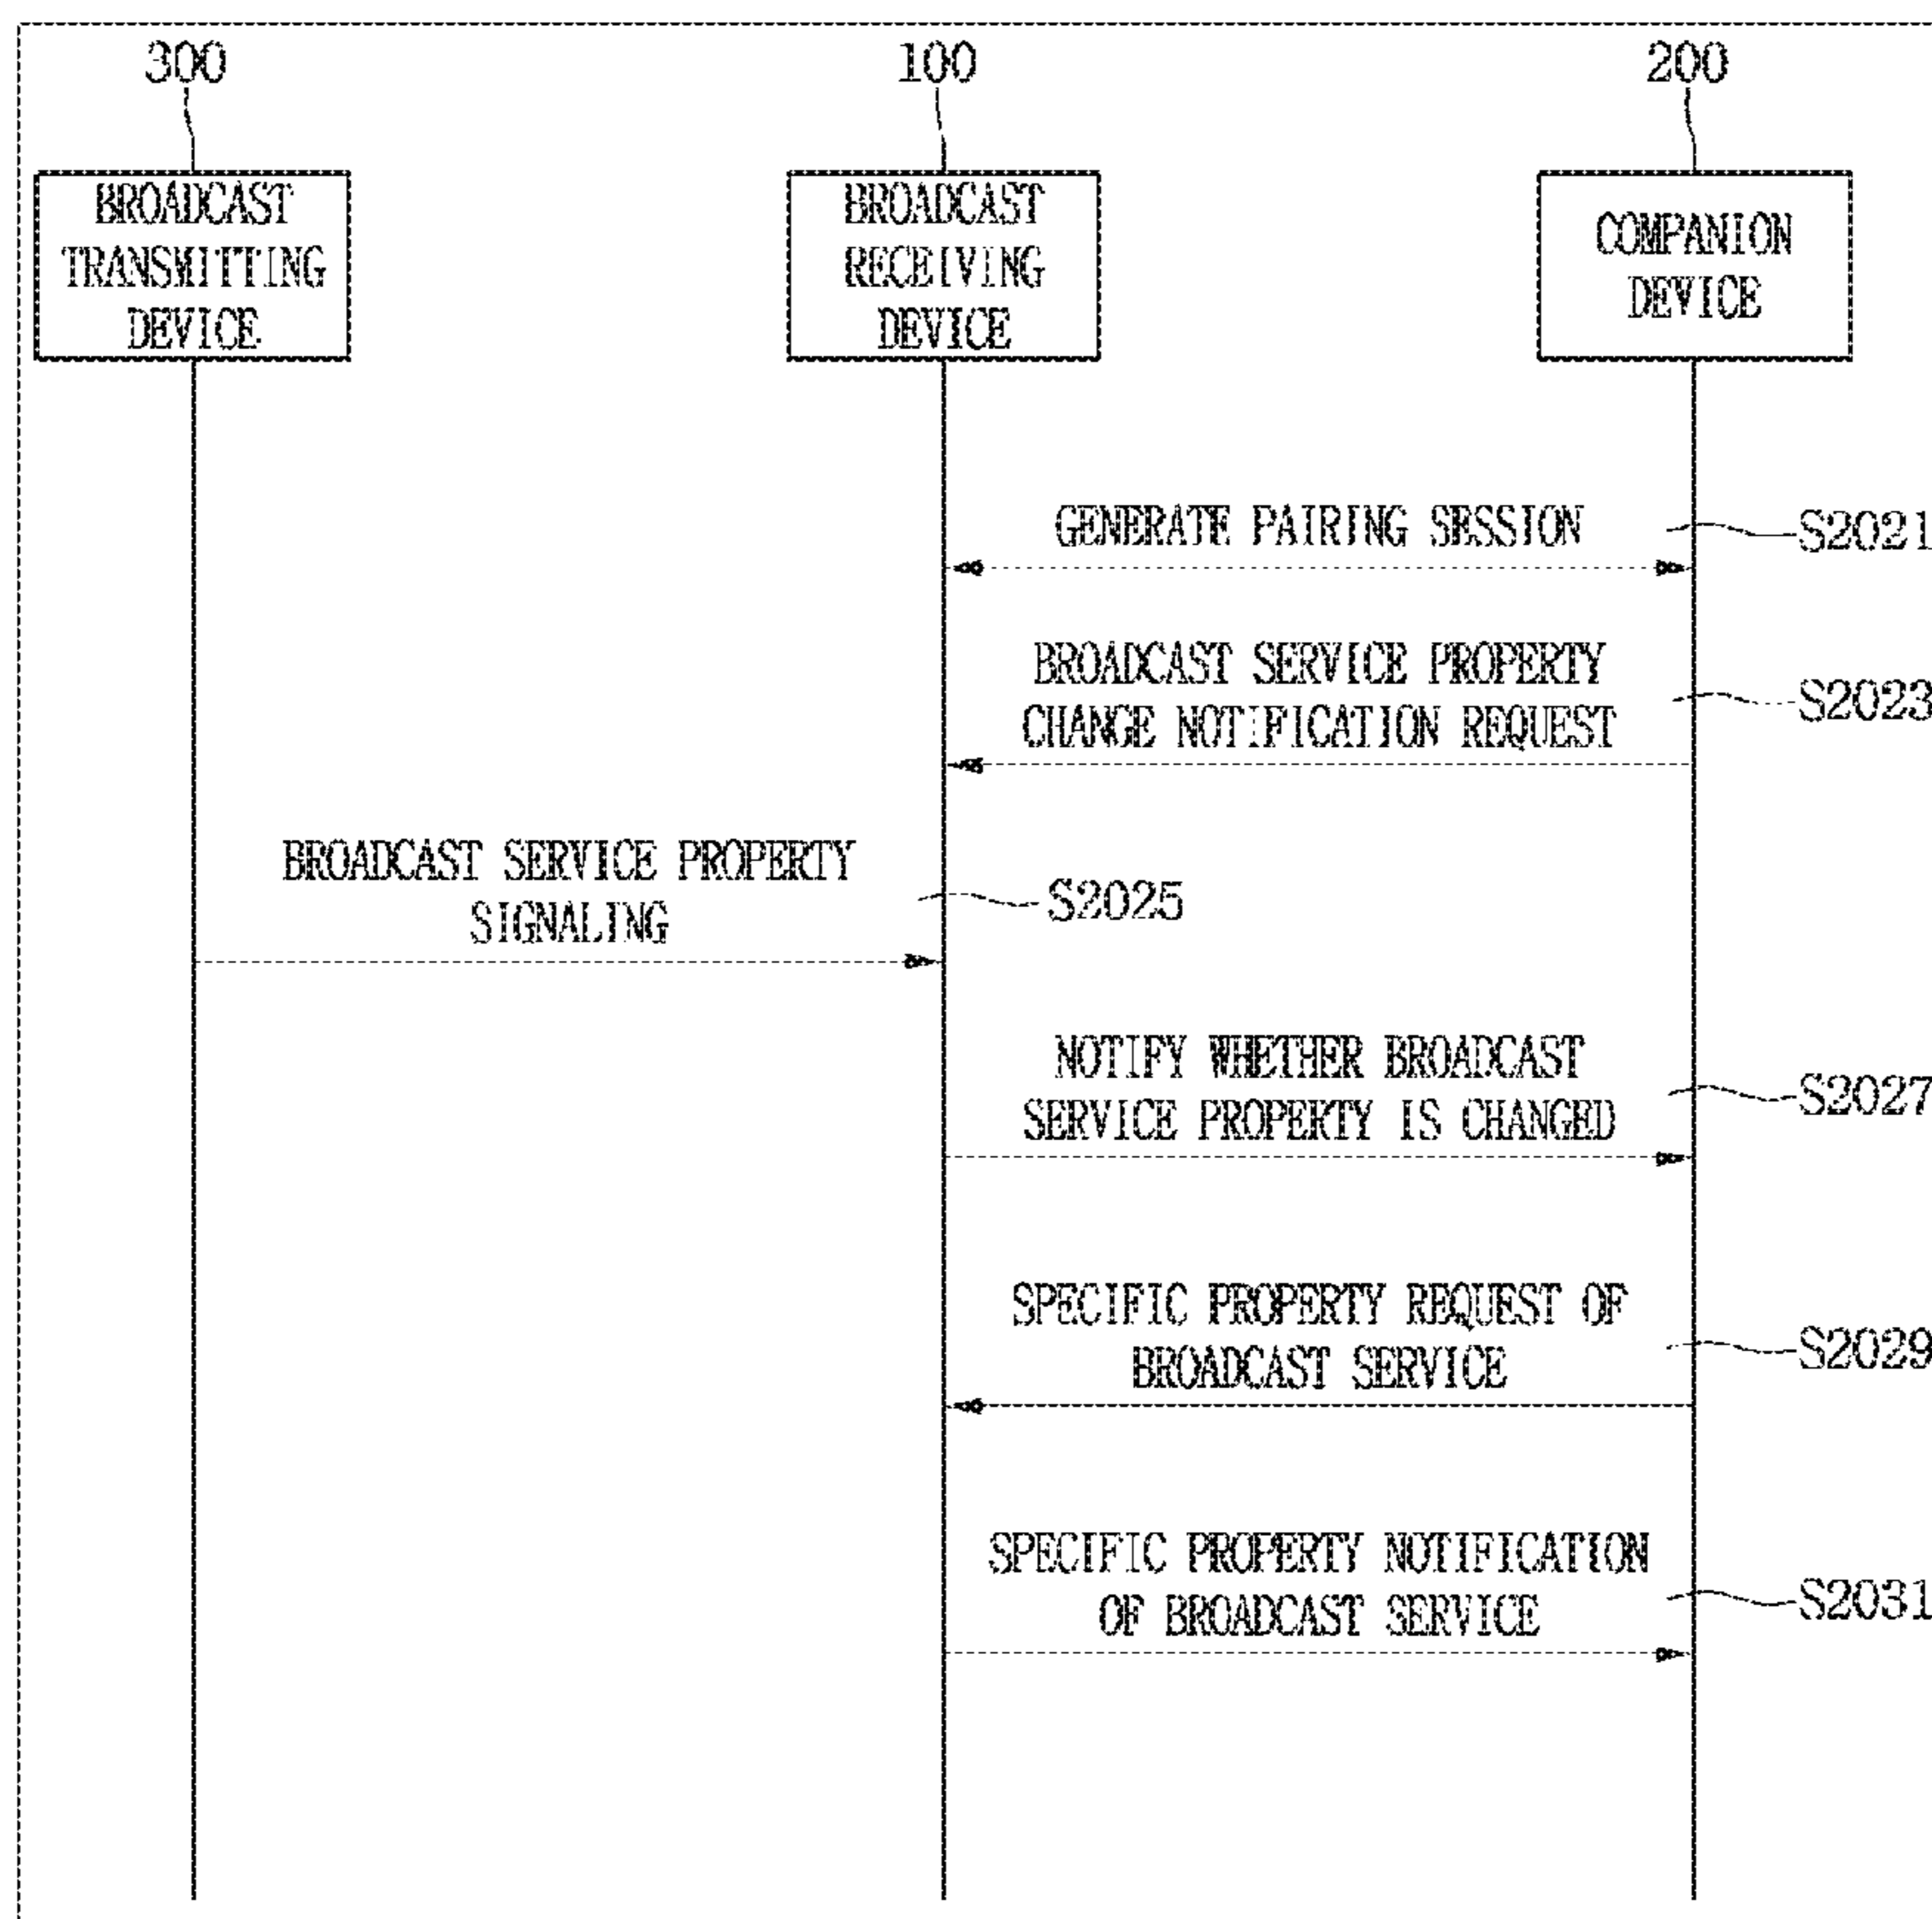 300
100
200
BROADCAST
TRANSMITTING
DEVICE
BROADCAST
RECEIVING
DEVICE
COMPANION
DEVICE
GENERATE PAIRING SESSION
S2021
BROADCAST SERVICE PROPERTY
CHANGE NOTIFICATION REQUEST
S2023
BROADCAST SERVICE PROPERTY
SIGNALING
S2025
NOTIFY WHETHER BROADCAST
SERVICE PROPERTY IS CHANGED
S2027
SPECIFIC PROPERTY REQUEST OF
BROADCAST SERVICE
S2029
SPECIFIC PROPERTY NOTIFICATION
OF BROADCAST SERVICE
S2031